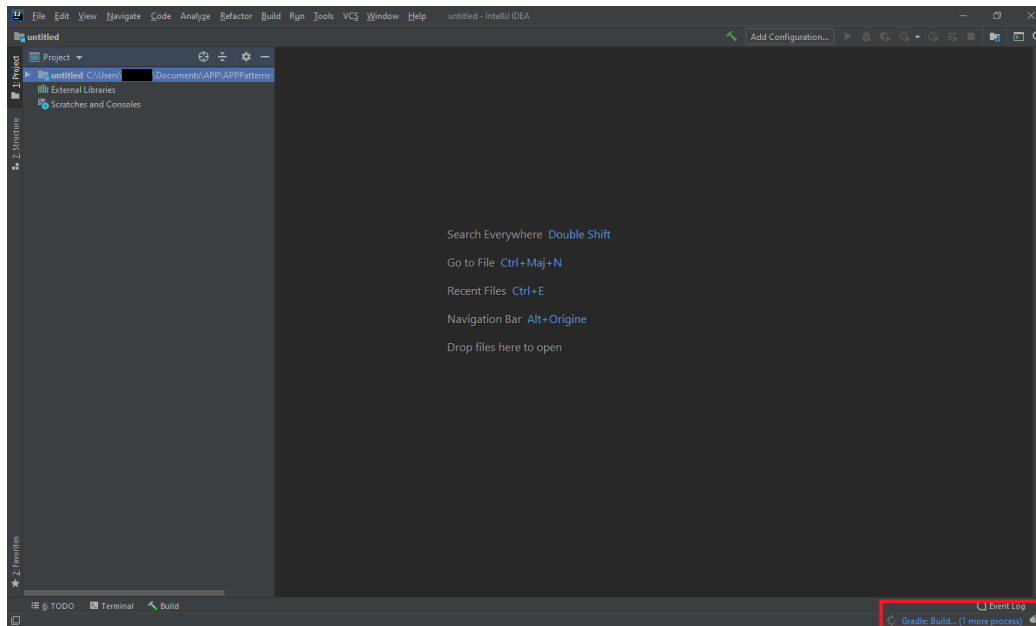 File Edit View Navigate Code Analyze Refactor Build Run Tools VCS Window Help untitled - IntelliJ IDEA
untitled
Add Configuration...
1: Project
Project
untitled C:\Users\ \Documents\APP\APPPatterns-
External Libraries
Scratches and Consoles
Z: Structure
Search Everywhere Double Shift
Go to File Ctrl+Maj+N
Recent Files Ctrl+E
Navigation Bar Alt+Origine
Drop files here to open
2: Favorites
6: TODO Terminal Build
Event Log
Gradle: Build... (1 more process)